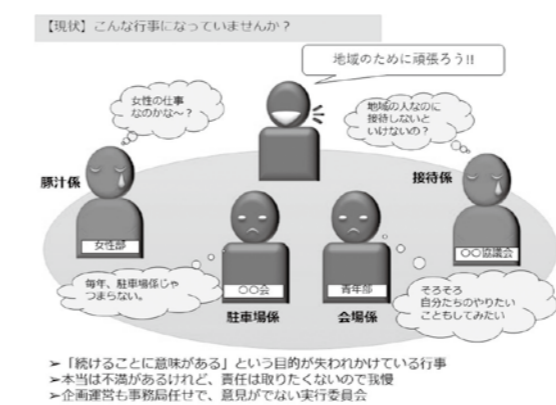 【現状】こんな行事になっていませんか？
地域のために頑張ろう!!
女性の仕事
なのかな～？
地域の人なのに
接待しないと
いけないの？
豚汁係
接待係
女性部
〇〇協議会
毎年、駐車場係じゃ
つまらない。
〇〇会
青年部
そろそろ
自分たちのやりたい
こともしてみたい
駐車場係
会場係
➢「続けることに意味がある」という目的が失われかけている行事
➢本当は不満があるけれど、責任は取りたくないので我慢
➢企画運営も事務局任せで、意見がでない実行委員会